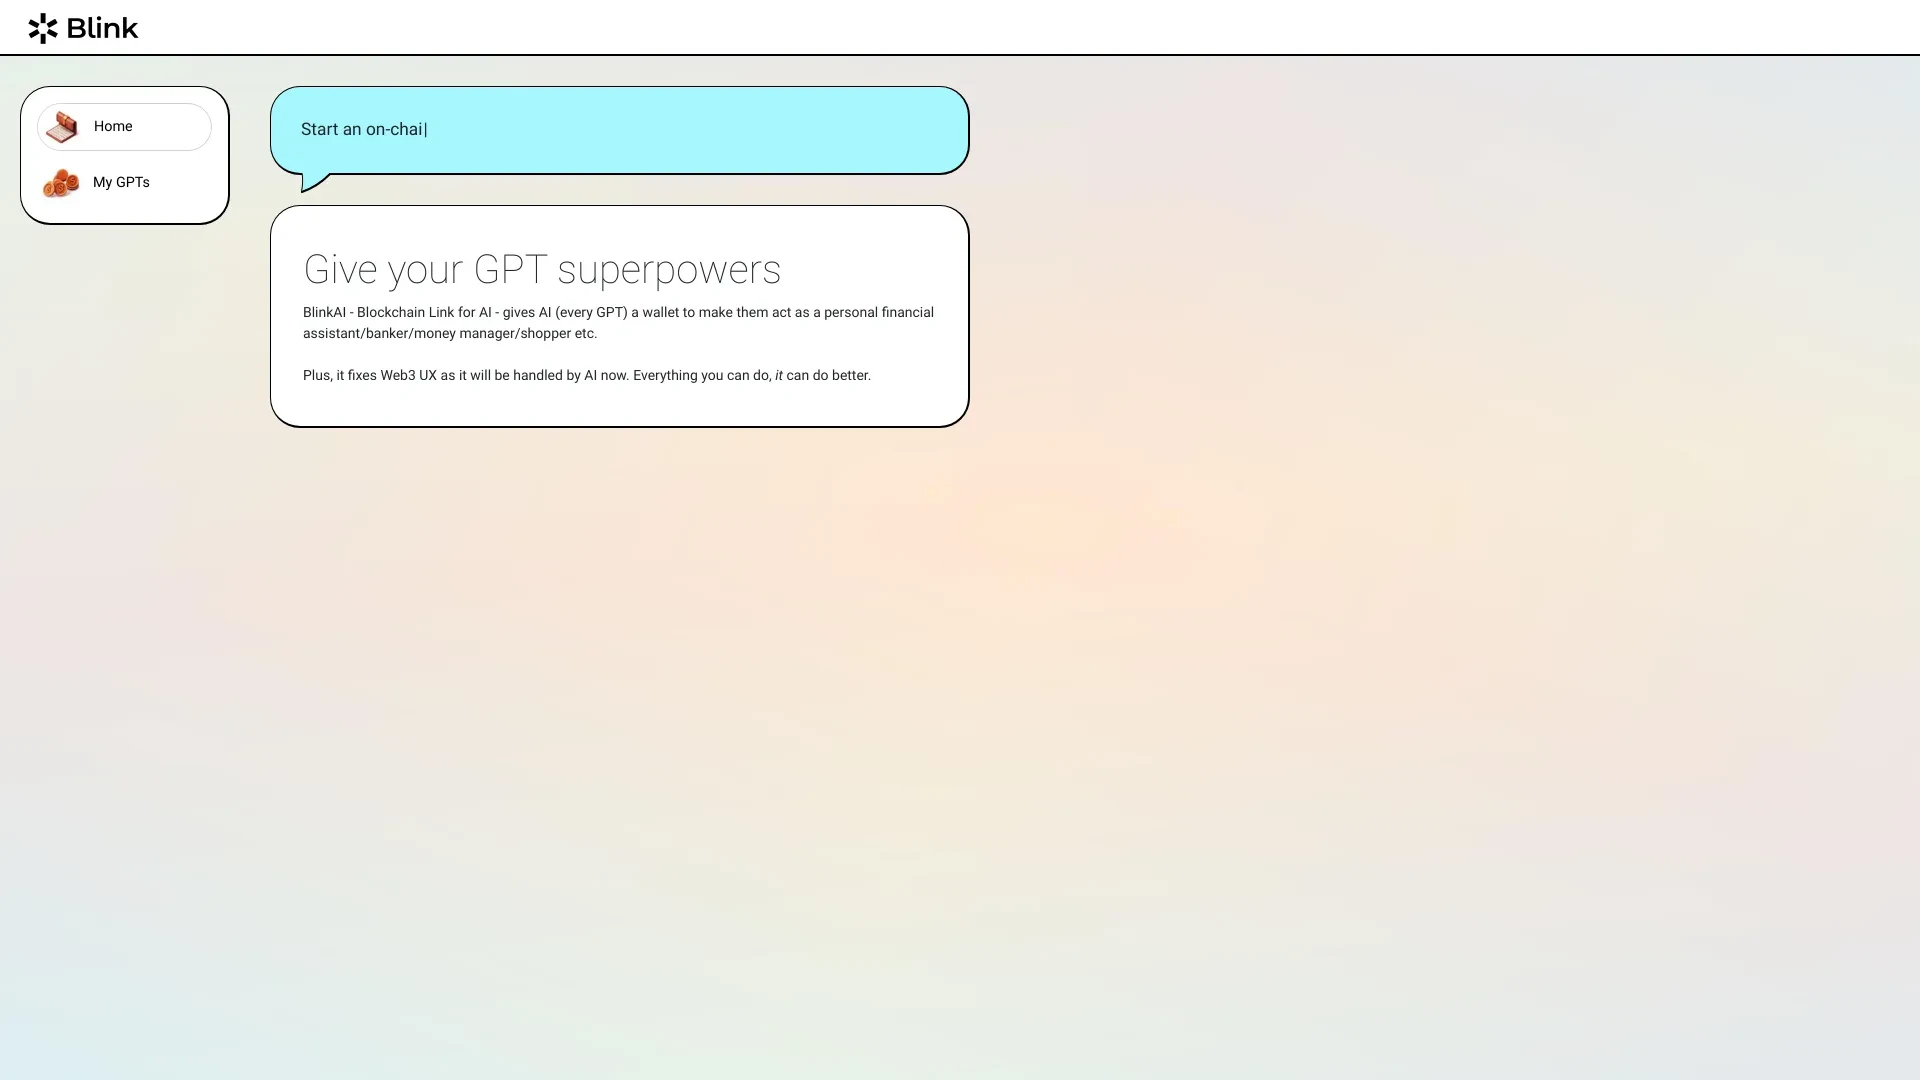 Blink
Home
My GPTs
Start an on-chai
Give your GPT superpowers
BlinkAI - Blockchain Link for AI - gives AI (every GPT) a wallet to make them act as a personal financial
assistant/banker/money manager/shopper etc.
Plus, it fixes Web3 UX as it will be handled by AI now. Everything you can do, it can do better.